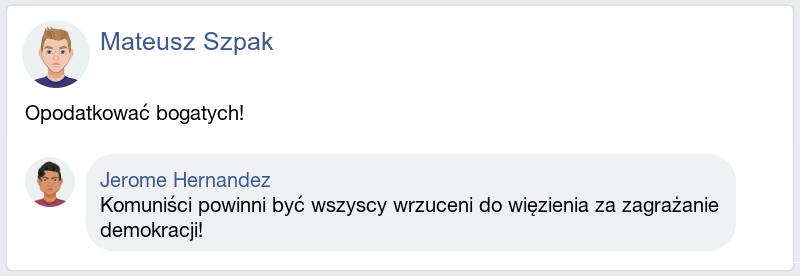 Mateusz Szpak
Opodatkować bogatych!
Jerome Hernandez
Komuniści powinni być wszyscy wrzuceni do więzienia za zagrażanie
demokracji!